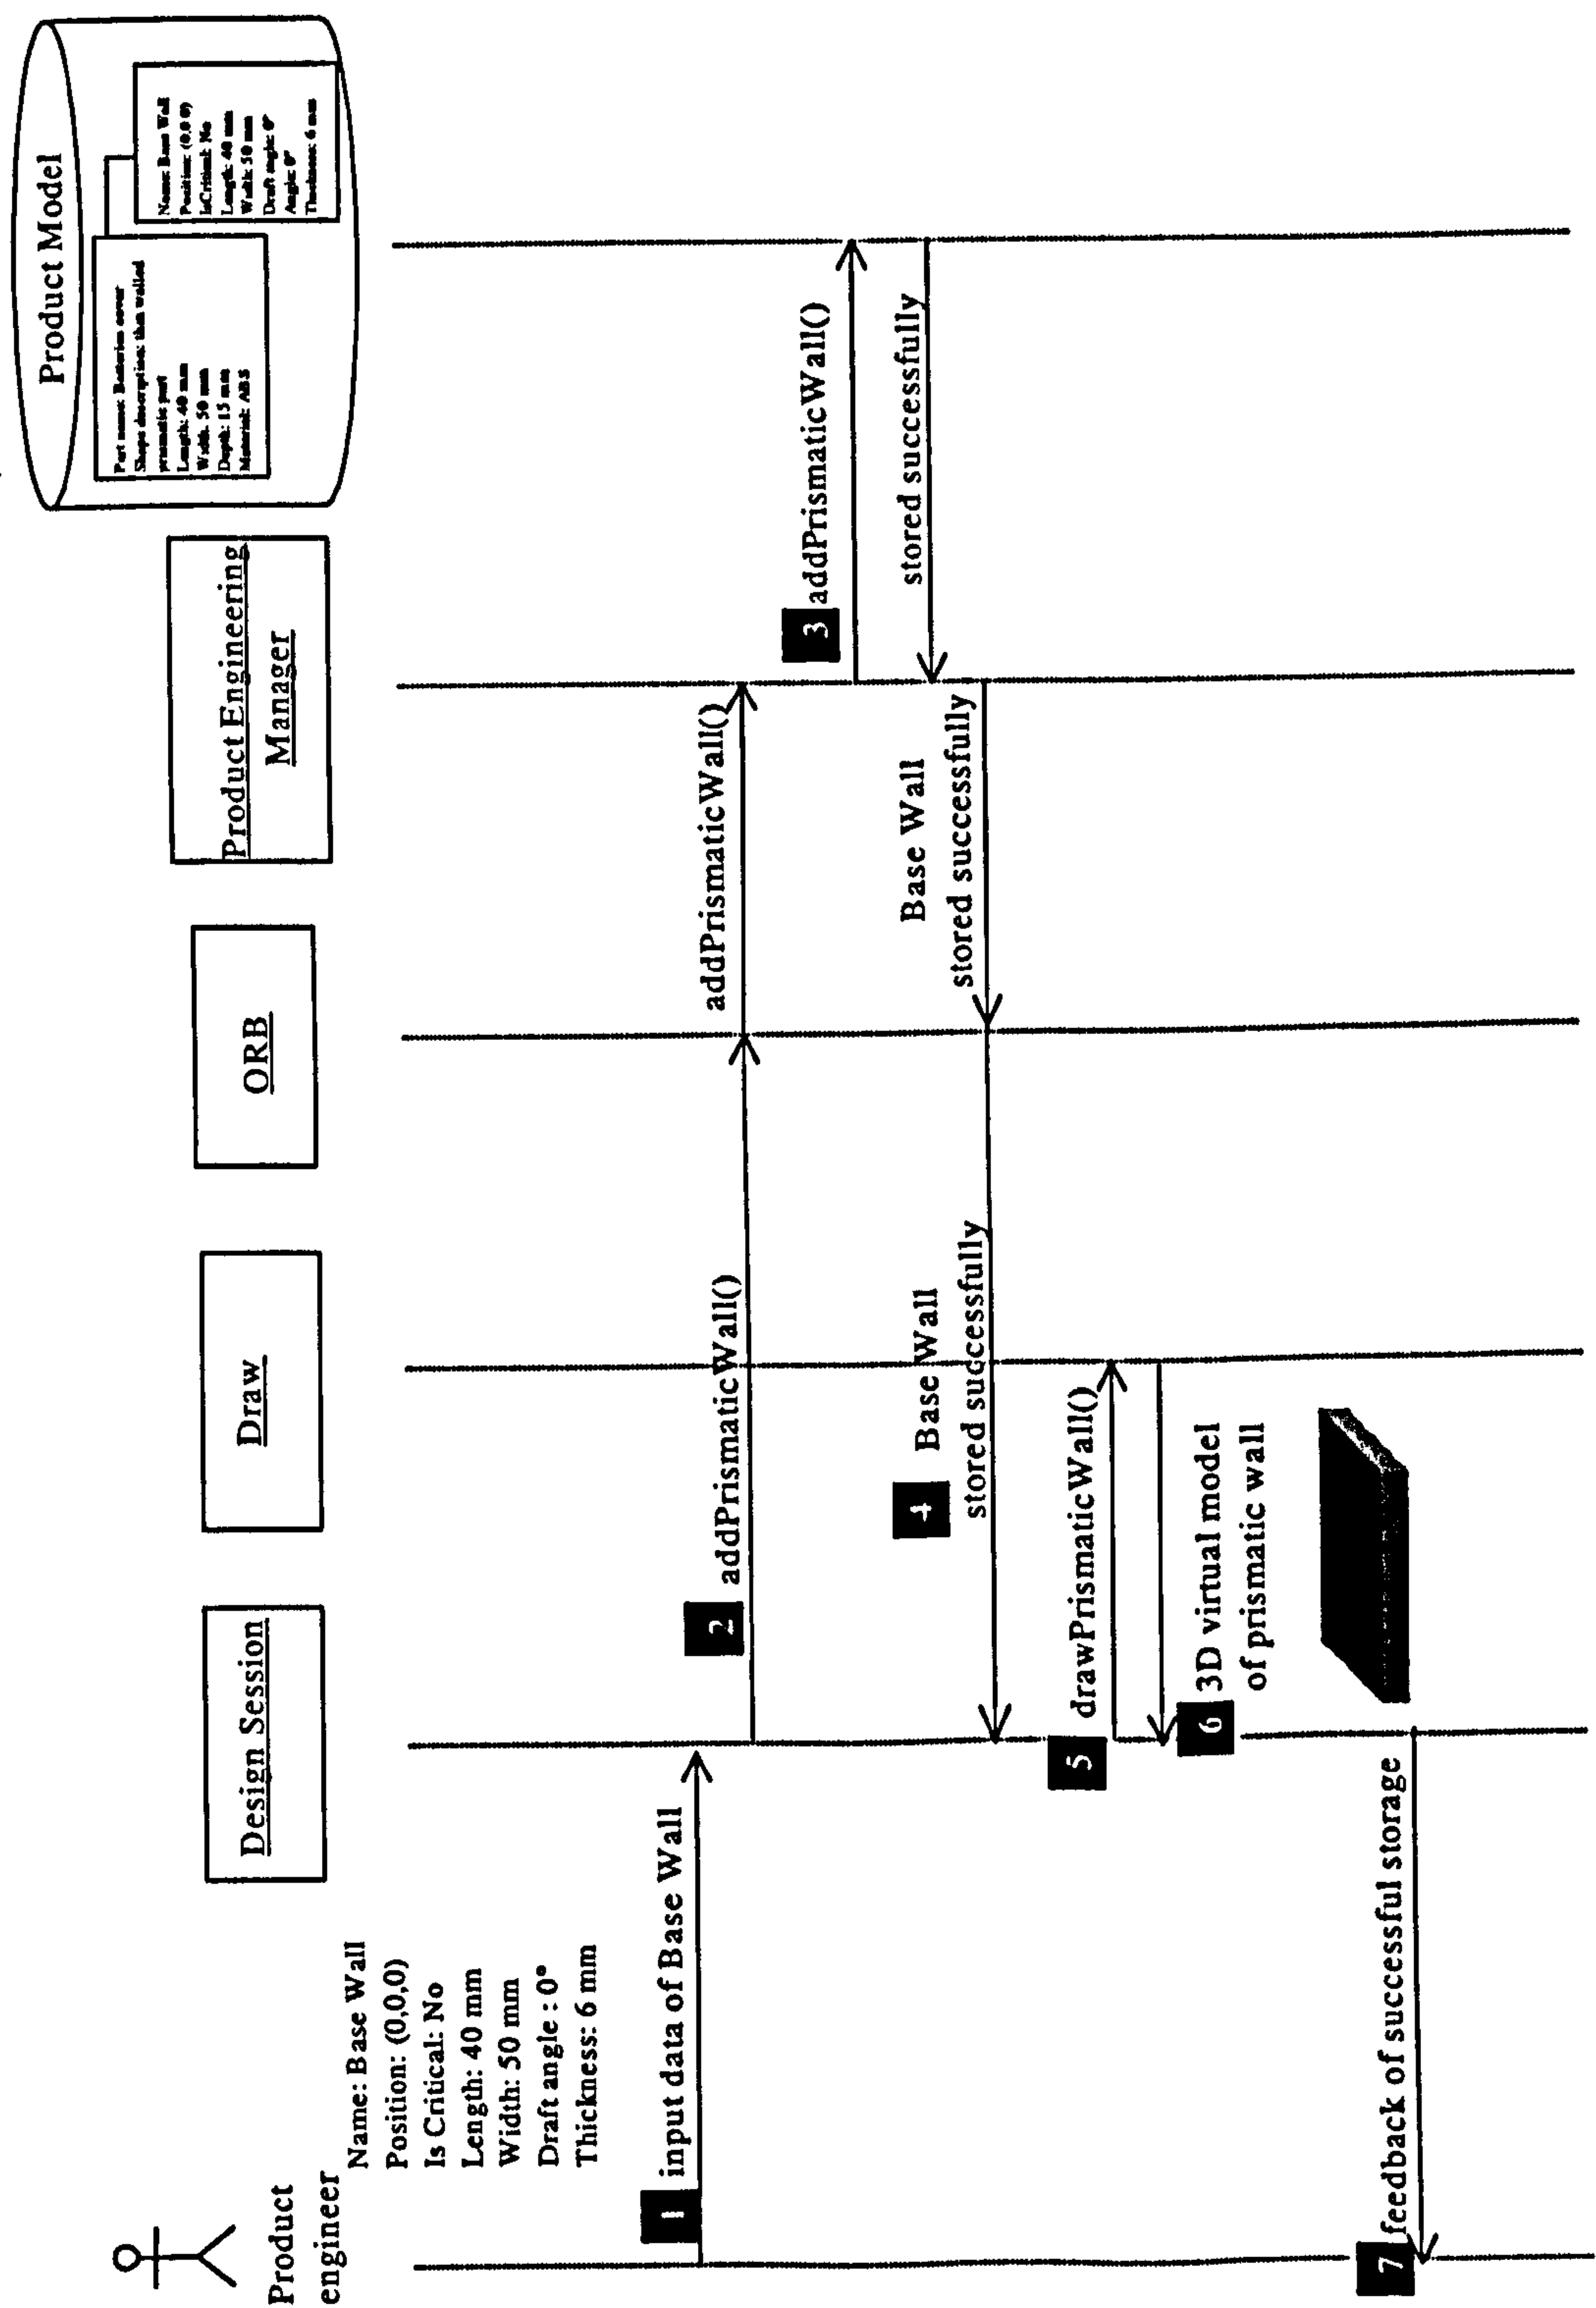 Product
engineer
Name: Base Wall
Position: (0,0,0)
Is Critical: No
Length: 40 mm
Width: 50 mm
Draft angle : 0°
Thickness: 6 mm
Design Session
Draw
ORB
Product Engineering
Manager
Product Model
Part name: Batteries cover
Shape description: thin walled
prismatic part
Length: 40 mm
Width: 50 mm
Depth: 15 mm
Material: ABS
Name: Base Wall
Position: (0,0,0)
IsCritical: No
Length: 40 mm
Width: 50 mm
Draft angle: 0°
Angle: 0°
Thickness: 6 mm
1 input data of Base Wall
2 addPrismaticWall()
addPrismaticWall()
3 addPrismaticWall()
stored successfully
Base Wall
stored successfully
4 Base Wall
stored successfully
5 drawPrismaticWall()
6 3D virtual model
of prismatic wall
7 feedback of successful storage